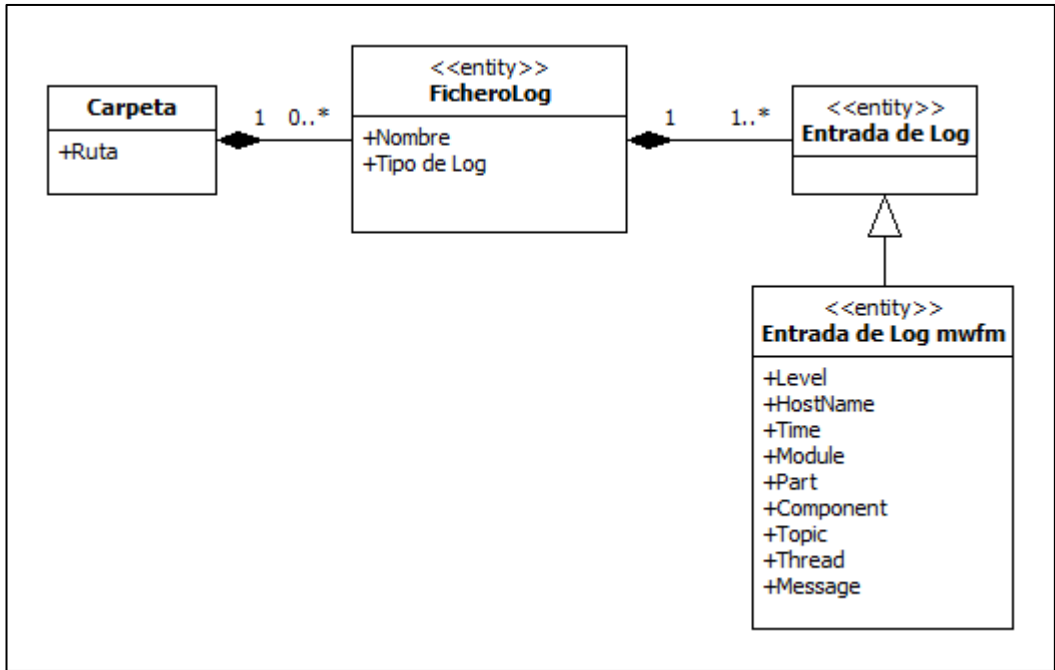 Carpeta
+Ruta
1 0..*
<<entity>>
FicheroLog
+Nombre
+Tipo de Log
1 1..*
<<entity>>
Entrada de Log
<<entity>>
Entrada de Log mwfm
+Level
+HostName
+Time
+Module
+Part
+Component
+Topic
+Thread
+Message